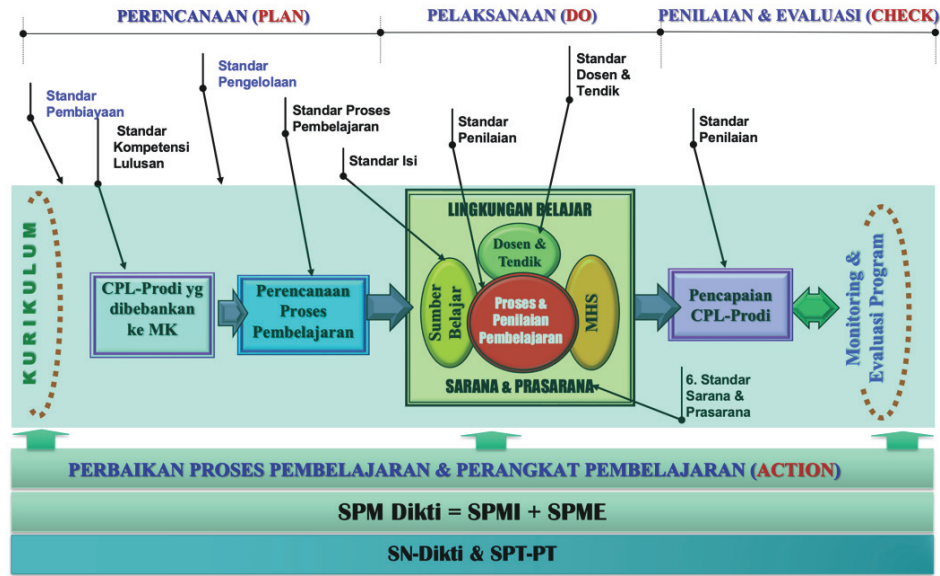 PERENCANAAN (PLAN)
PELAKSANAAN (DO)
PENILAIAN & EVALUASI (CHECK)
Standar
Pembiayaan
Standar
Kompetensi
Lulusan
Standar
Pengelolaan
Standar Proses
Pembelajaran
Standar Isi
Standar
Penilaian
Standar
Dosen &
Tendik
Standar
Penilaian
KURIKULUM
CPL-Prodi yg
dibebankan
ke MK
Perencanaan
Proses
Pembelajaran
LINGKUNGAN BELAJAR
Dosen &
Tendik
Sumber
Belajar
Proses &
Penilaian
Pembelajaran
MHS
SARANA & PRASARANA
Pencapaian
CPL-Prodi
Monitoring &
Evaluasi Program
6. Standar
Sarana &
Prasarana
PERBAIKAN PROSES PEMBELAJARAN & PERANGKAT PEMBELAJARAN (ACTION)
SPM Dikti = SPMI + SPME
SN-Dikti & SPT-PT